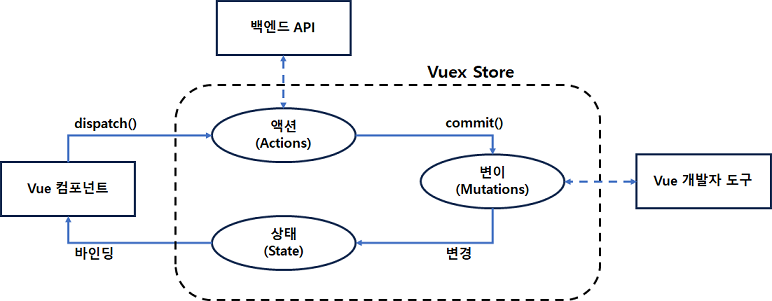 백엔드 API
Vuex Store
dispatch()
액션
(Actions)
commit()
Vue 컴포넌트
변이
(Mutations)
Vue 개발자 도구
상태
(State)
바인딩
변경